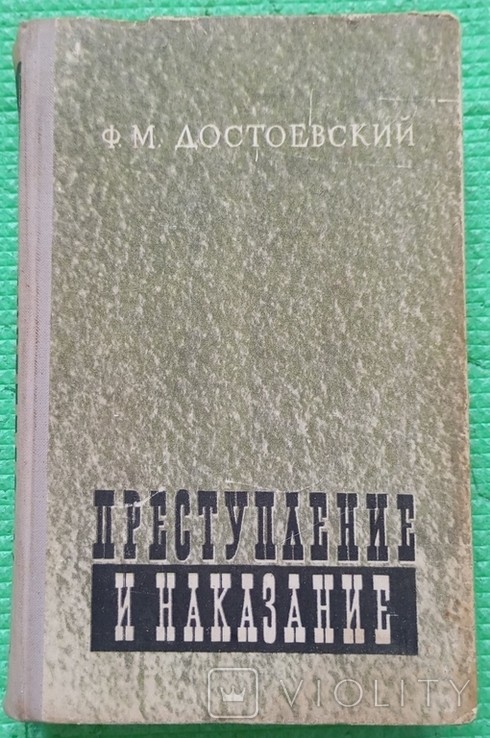 Ф. М. ДОСТОЕВСКИЙ
ПРЕСТУПЛЕНИЕ
И НАКАЗАНИЕ
VIOLITY